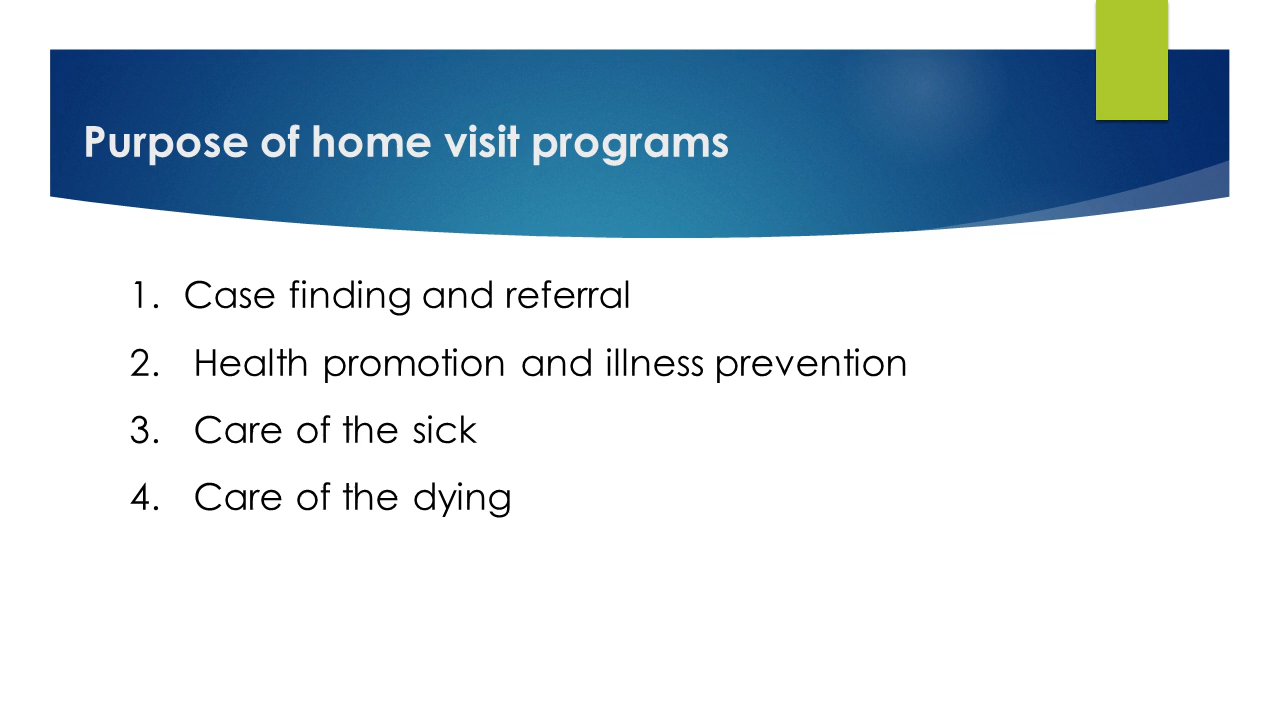 Purpose of home visit programs
1. Case finding and referral
2. Health promotion and illness prevention
3. Care of the sick
4. Care of the dying